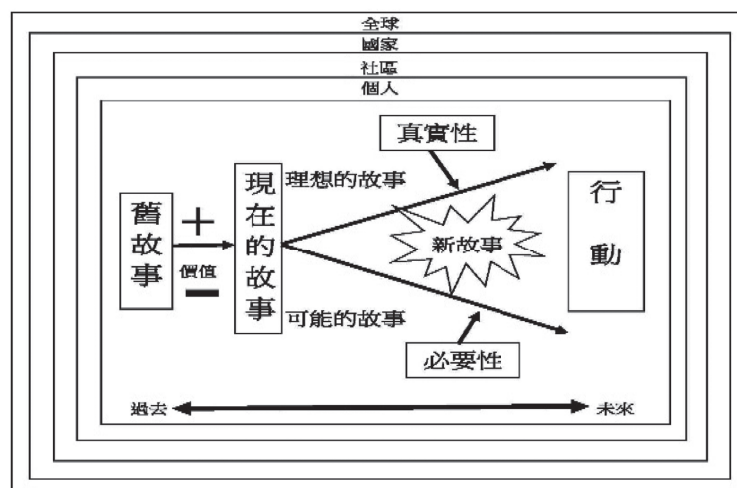 全球
國家
社區
個人
真實性
理想的故事
舊故事
＋
價值
－
現在的故事
新故事
行動
可能的故事
必要性
過去
未來